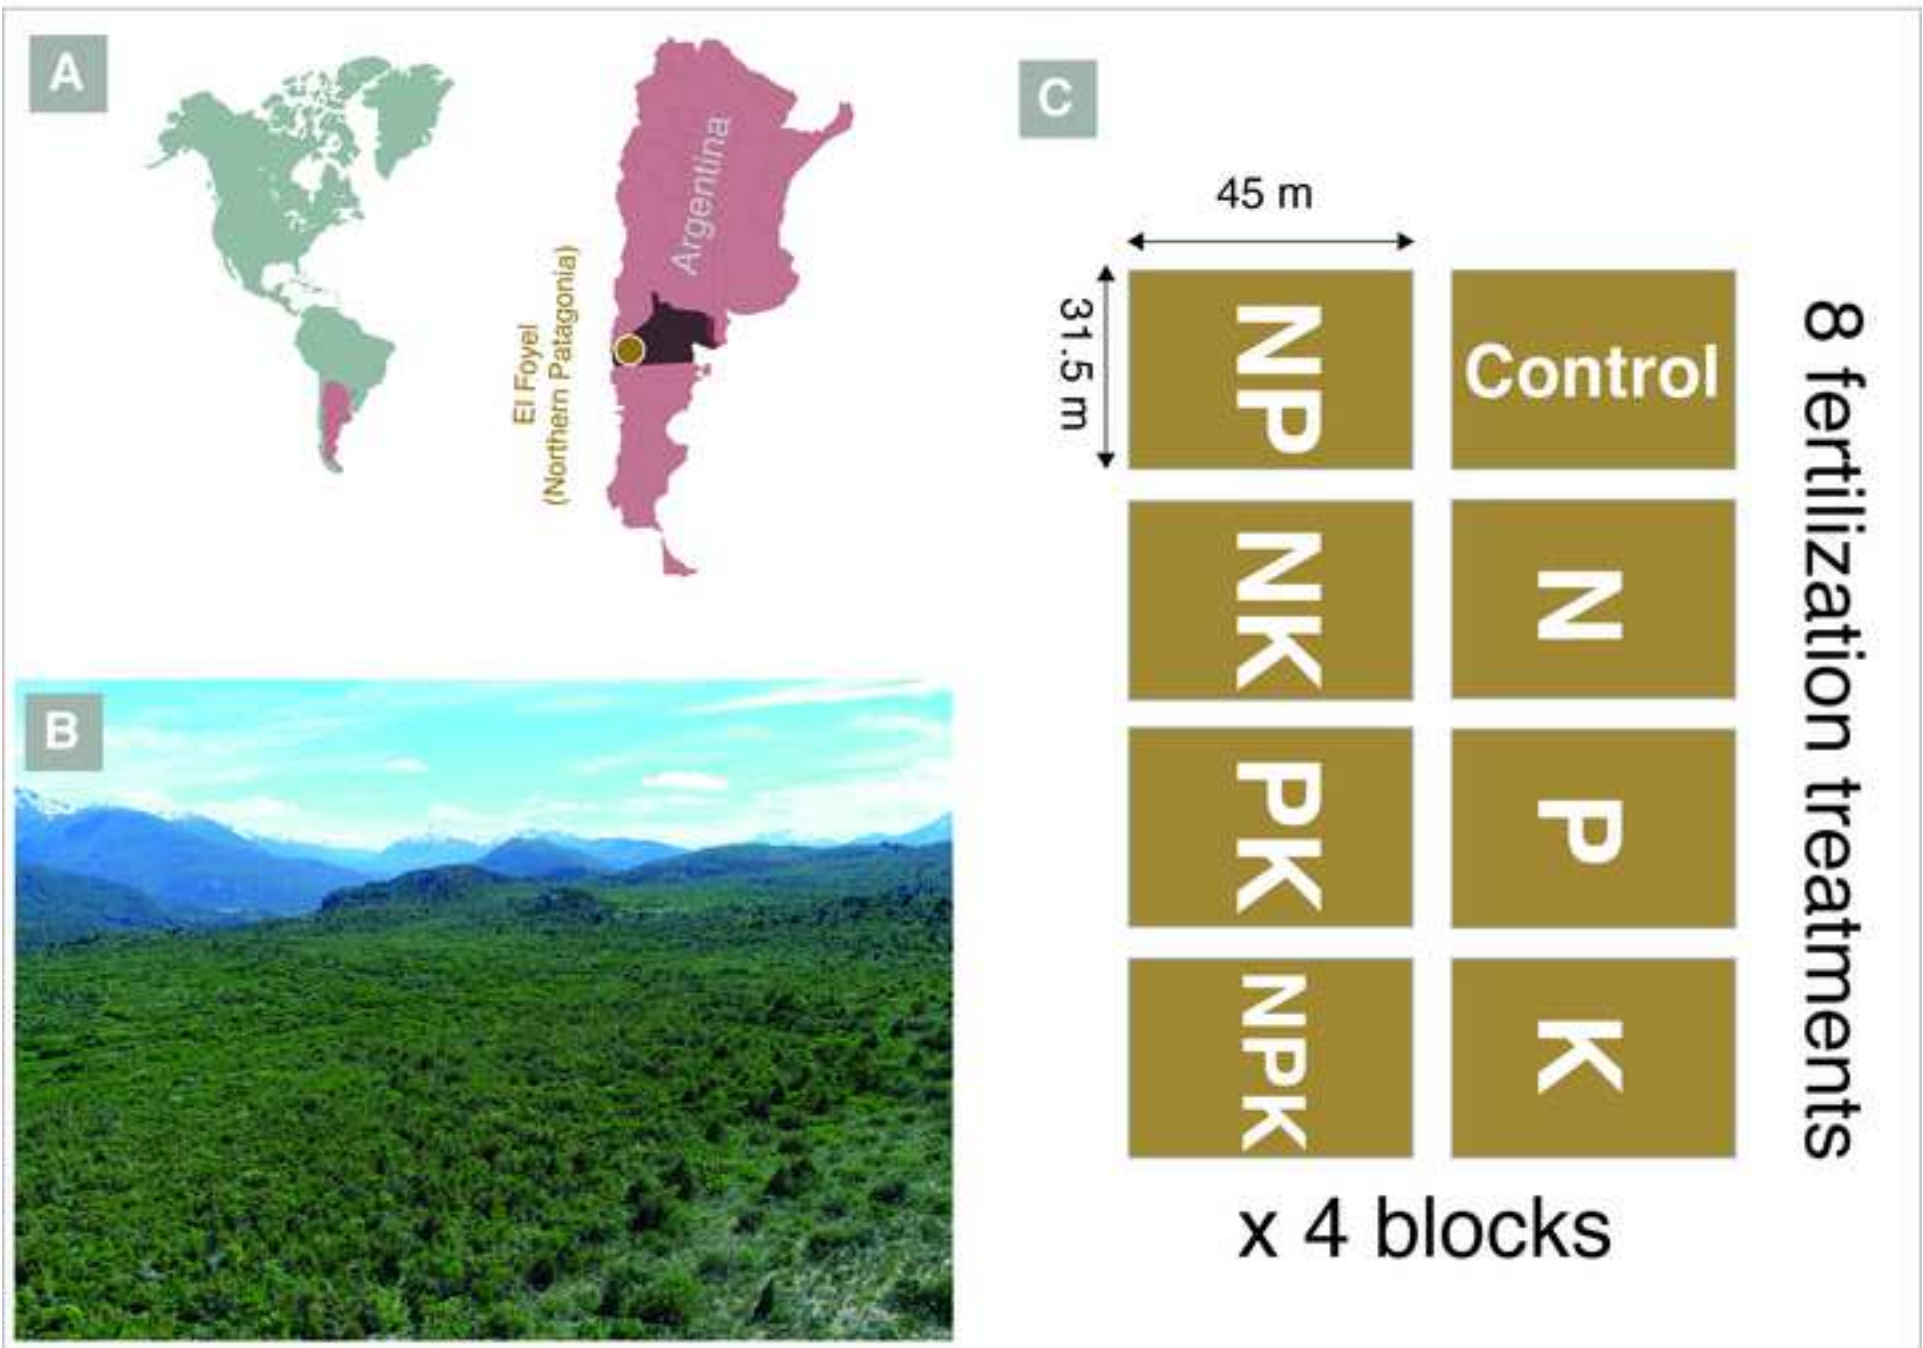 A
Argentina
El Foyel
(Northern Patagonia)
B
C
45 m
31.5 m
NP
Control
NK
N
PK
P
NPK
K
8 fertilization treatments
x 4 blocks